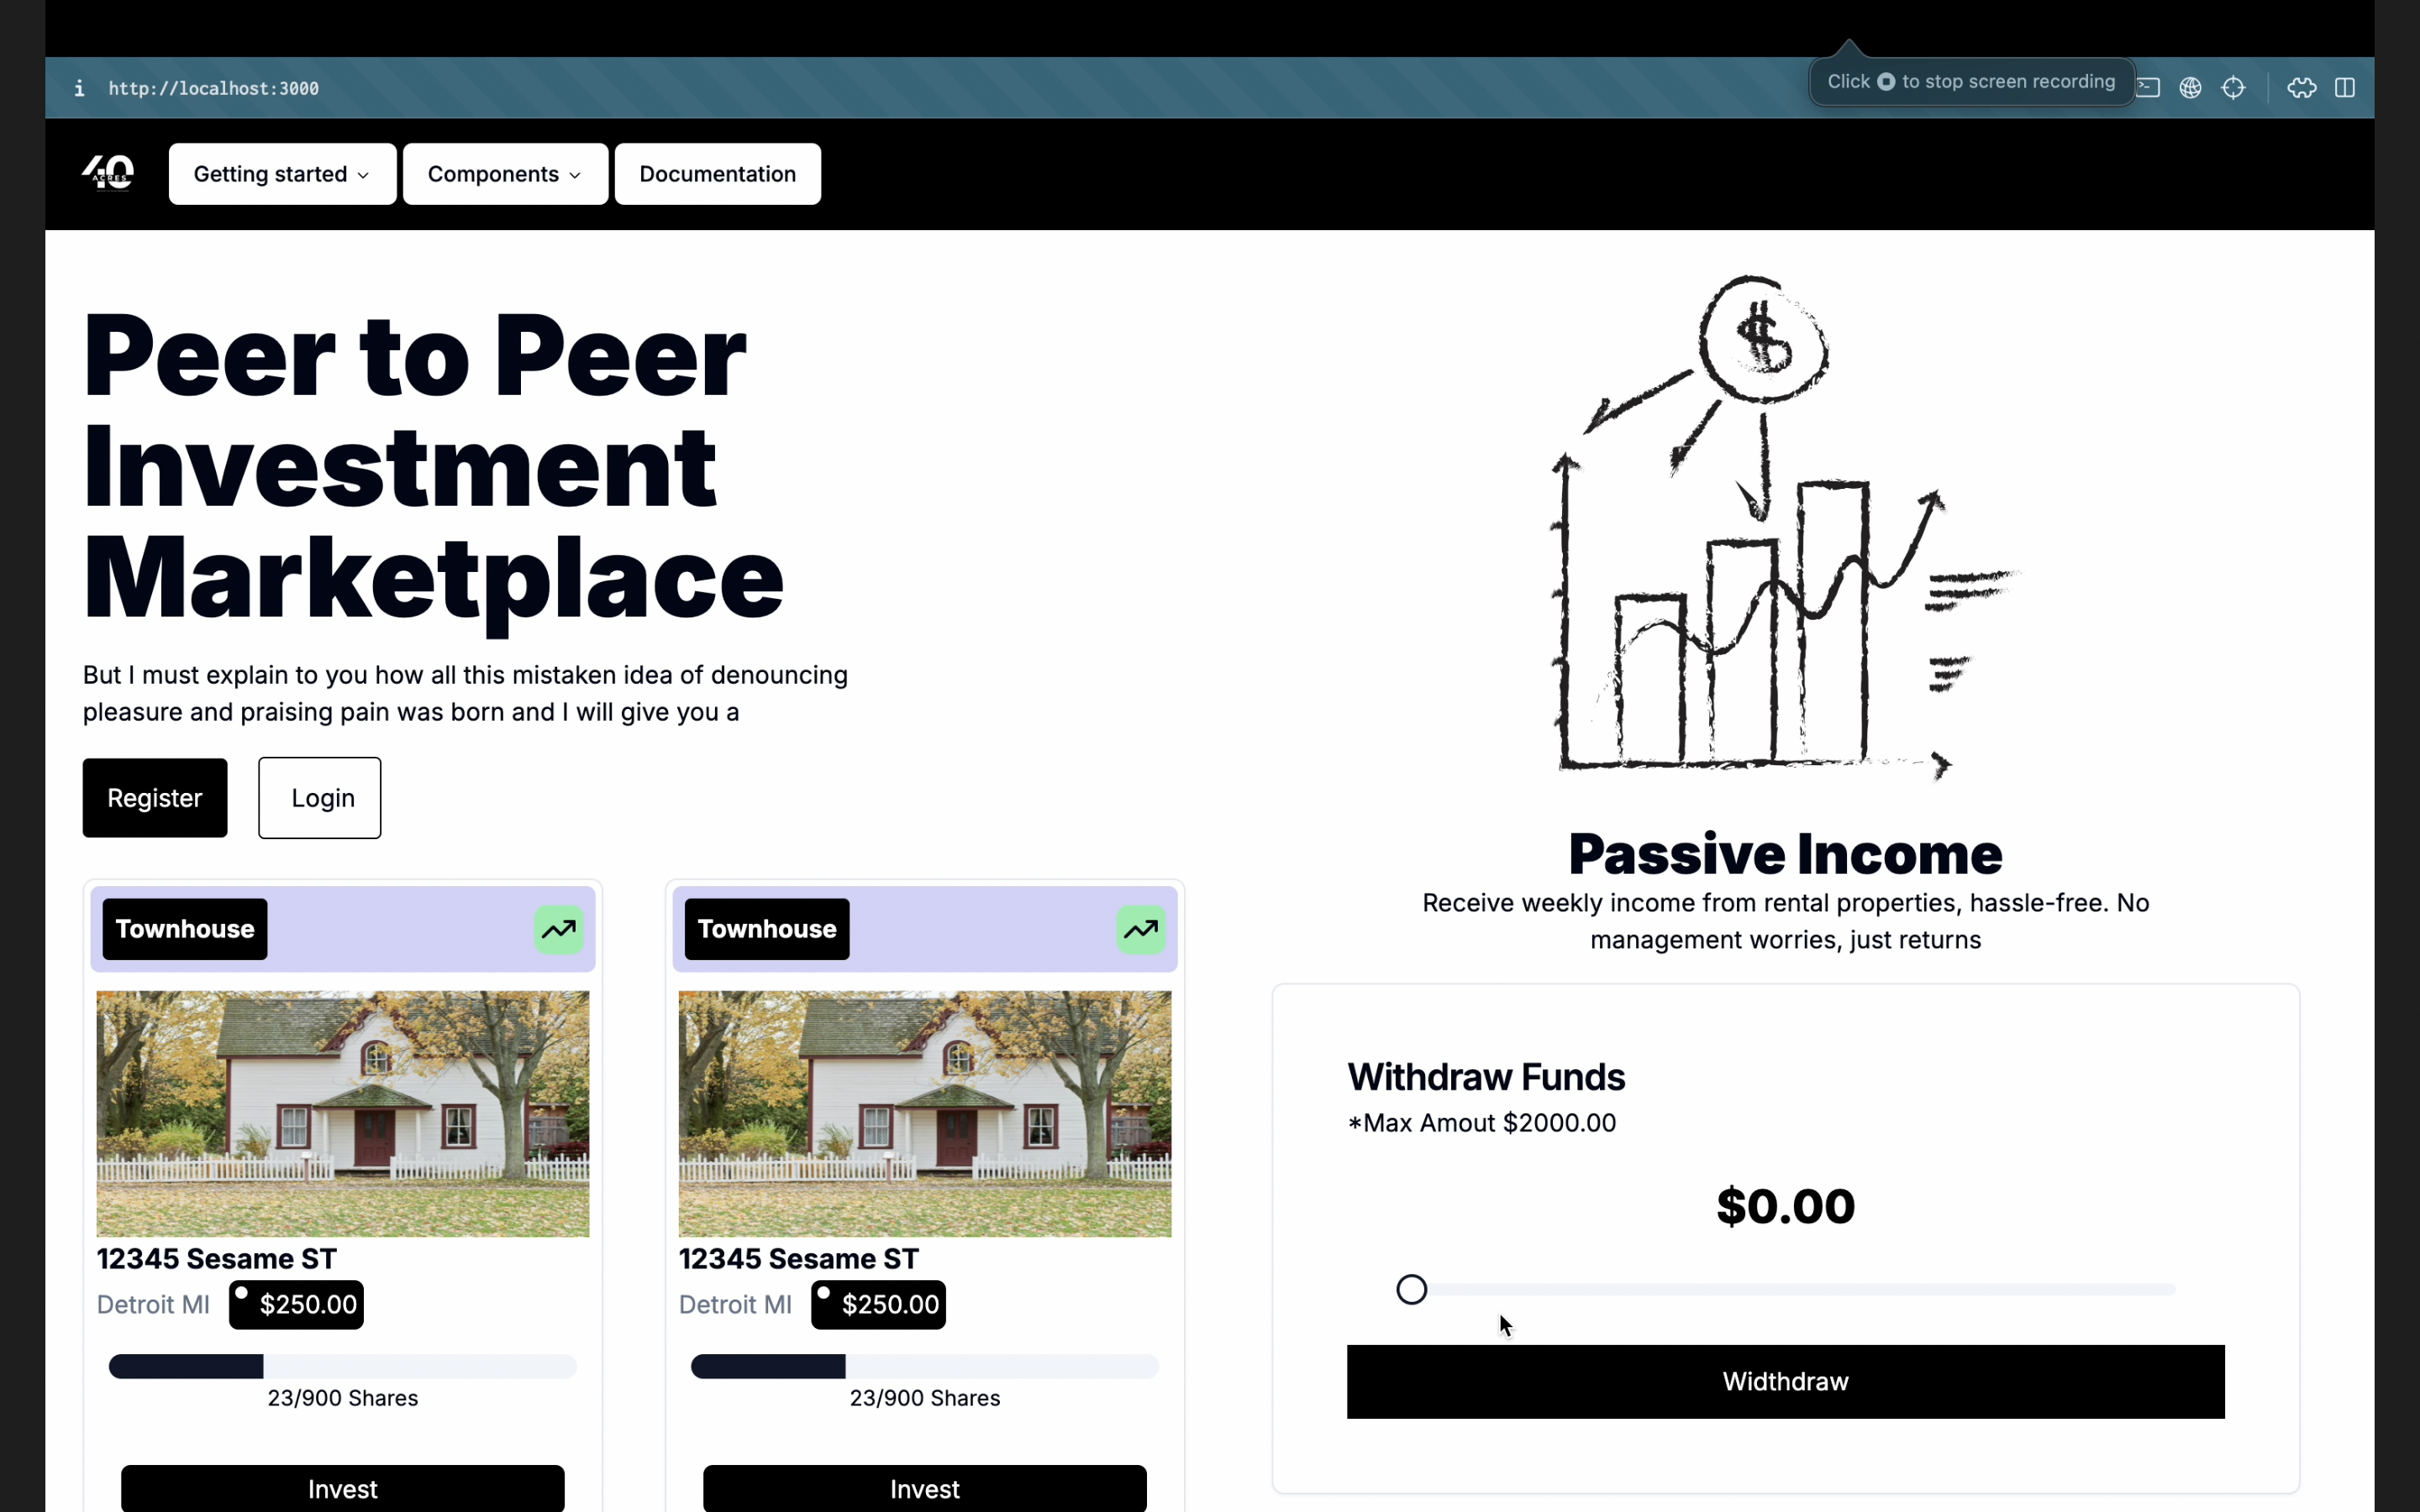 http://localhost:3000
Click to stop screen recording
40
ACRES
Getting started
Components
Documentation
Peer to Peer
Investment
Marketplace
But I must explain to you how all this mistaken idea of denouncing
pleasure and praising pain was born and I will give you a
Register
Login
$
Passive Income
Receive weekly income from rental properties, hassle-free. No
management worries, just returns
Townhouse
12345 Sesame ST
Detroit MI
$250.00
23/900 Shares
Invest
Townhouse
12345 Sesame ST
Detroit MI
$250.00
23/900 Shares
Invest
Withdraw Funds
*Max Amout $2000.00
$0.00
Widthdraw